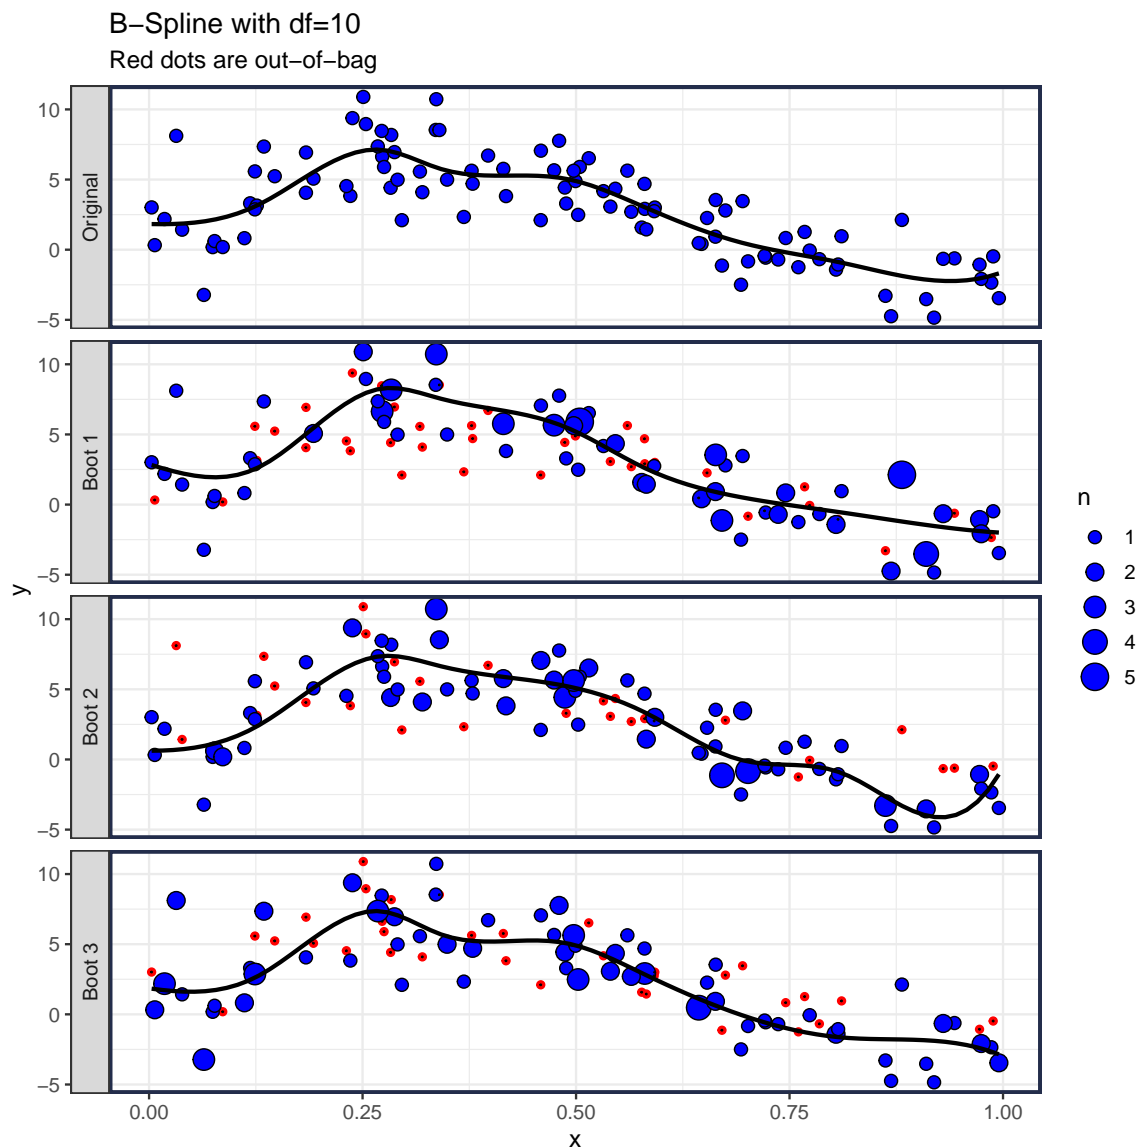 B−Spline with df=10
Red dots are out−of−bag
Original
10
5
0
−5
Boot 1
10
5
0
−5
Boot 2
10
5
0
−5
Boot 3
10
5
0
−5
y
0.00 0.25 0.50 0.75 1.00
x
n
1
2
3
4
5